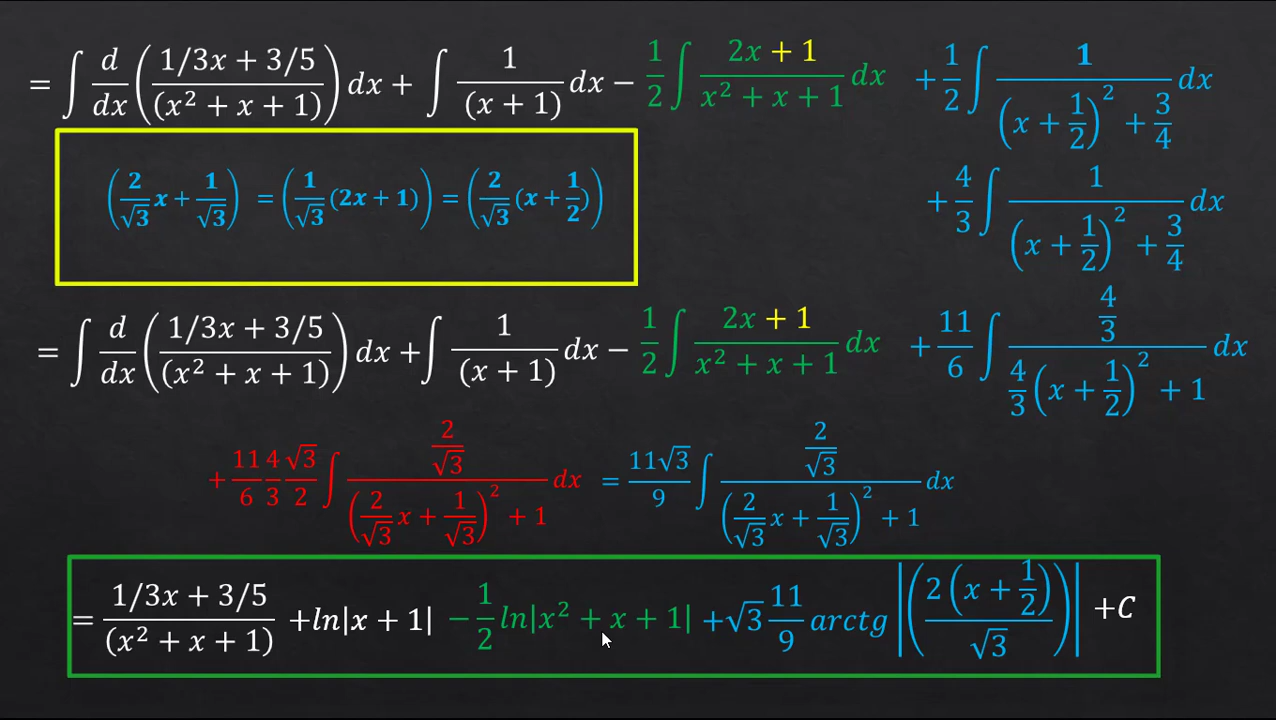 = ∫ d/dx ((1/3x + 3/5)/(x² + x + 1)) dx + ∫ 1/(x + 1) dx − 1/2 ∫ (2x + 1)/(x² + x + 1) dx + 1/2 ∫ 1/((x + 1/2)² + 3/4) dx
+ 4/3 ∫ 1/((x + 1/2)² + 3/4) dx
(2/√3 x + 1/√3) = (1/√3 (2x + 1)) = (2/√3 (x + 1/2))
= ∫ d/dx ((1/3x + 3/5)/(x² + x + 1)) dx + ∫ 1/(x + 1) dx − 1/2 ∫ (2x + 1)/(x² + x + 1) dx + 11/6 ∫ (4/3)/(4/3 (x + 1/2)² + 1) dx
+ 11/6 4/3 √3/2 ∫ (2/√3)/((2/√3 x + 1/√3)² + 1) dx = 11√3/9 ∫ (2/√3)/((2/√3 x + 1/√3)² + 1) dx
= (1/3x + 3/5)/(x² + x + 1) + ln|x + 1| − 1/2 ln|x² + x + 1| + √3 11/9 arctg |(2 (x + 1/2)/√3)| + C